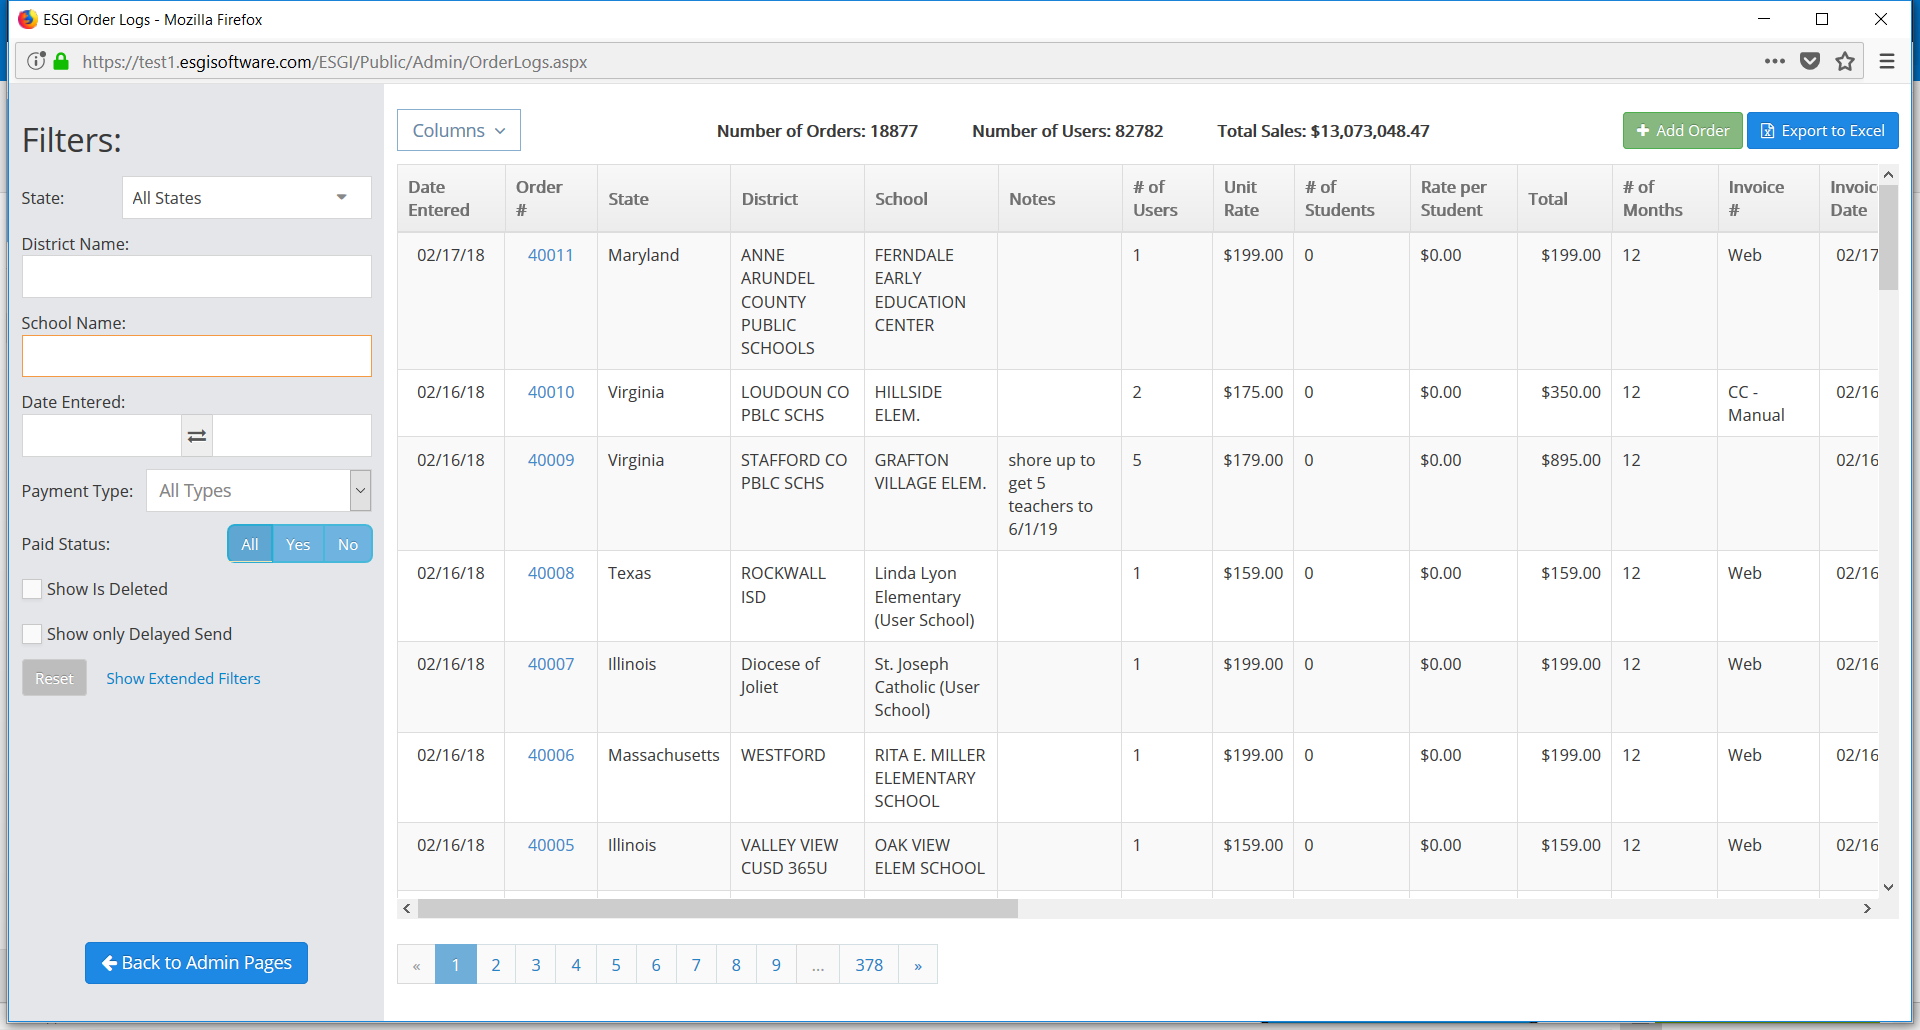 ESGI Order Logs - Mozilla Firefox
https://test1.esgisoftware.com/ESGI/Public/Admin/OrderLogs.aspx
Filters:
State: All States
District Name:
School Name:
Date Entered:
Payment Type: All Types
Paid Status: All Yes No
Show Is Deleted
Show only Delayed Send
Reset Show Extended Filters
Back to Admin Pages
Columns Number of Orders: 18877 Number of Users: 82782 Total Sales: $13,073,048.47 Add Order Export to Excel
Date Entered Order # State District School Notes # of Users Unit Rate # of Students Rate per Student Total # of Months Invoice # Invoic Date
02/17/18 40011 Maryland ANNE ARUNDEL COUNTY PUBLIC SCHOOLS FERNDALE EARLY EDUCATION CENTER 1 $199.00 0 $0.00 $199.00 12 Web 02/17
02/16/18 40010 Virginia LOUDOUN CO PBLC SCHS HILLSIDE ELEM. 2 $175.00 0 $0.00 $350.00 12 CC - Manual 02/16
02/16/18 40009 Virginia STAFFORD CO PBLC SCHS GRAFTON VILLAGE ELEM. shore up to get 5 teachers to 6/1/19 5 $179.00 0 $0.00 $895.00 12 02/16
02/16/18 40008 Texas ROCKWALL ISD Linda Lyon Elementary (User School) 1 $159.00 0 $0.00 $159.00 12 Web 02/16
02/16/18 40007 Illinois Diocese of Joliet St. Joseph Catholic (User School) 1 $199.00 0 $0.00 $199.00 12 Web 02/16
02/16/18 40006 Massachusetts WESTFORD RITA E. MILLER ELEMENTARY SCHOOL 1 $199.00 0 $0.00 $199.00 12 Web 02/16
02/16/18 40005 Illinois VALLEY VIEW CUSD 365U OAK VIEW ELEM SCHOOL 1 $159.00 0 $0.00 $159.00 12 Web 02/16
« 1 2 3 4 5 6 7 8 9 ... 378 »